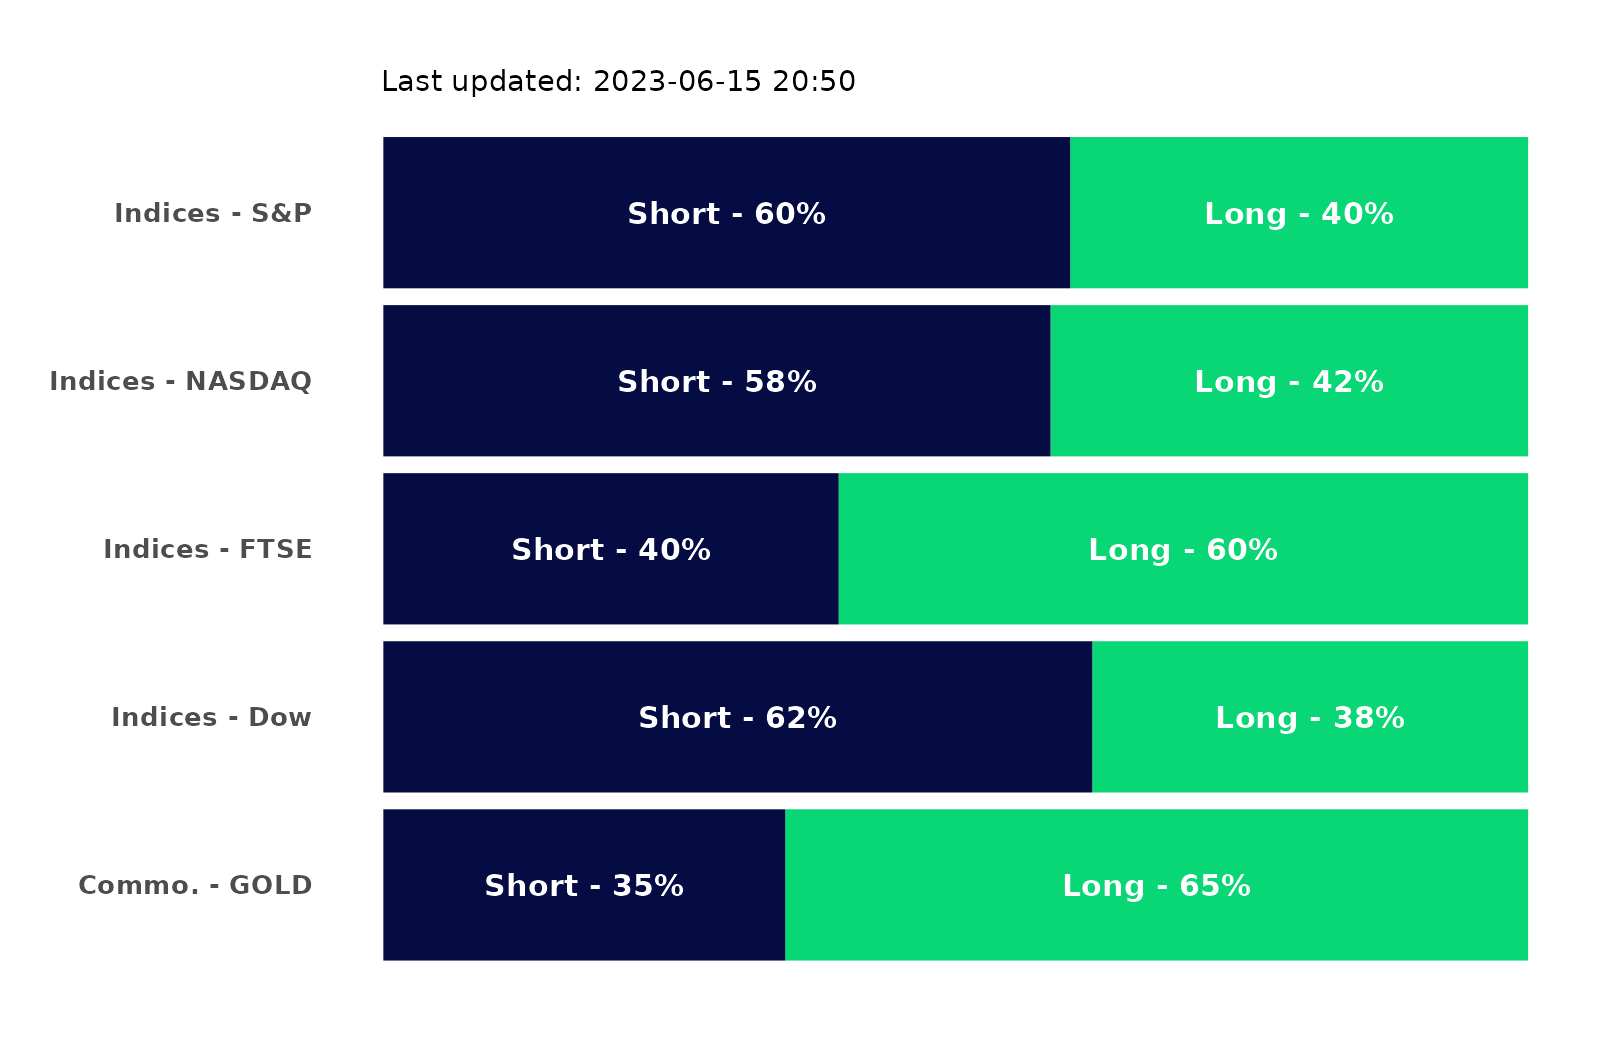 Last updated: 2023-06-15 20:50
Indices - S&P Short - 60% Long - 40%
Indices - NASDAQ Short - 58% Long - 42%
Indices - FTSE Short - 40% Long - 60%
Indices - Dow Short - 62% Long - 38%
Commo. - GOLD Short - 35% Long - 65%